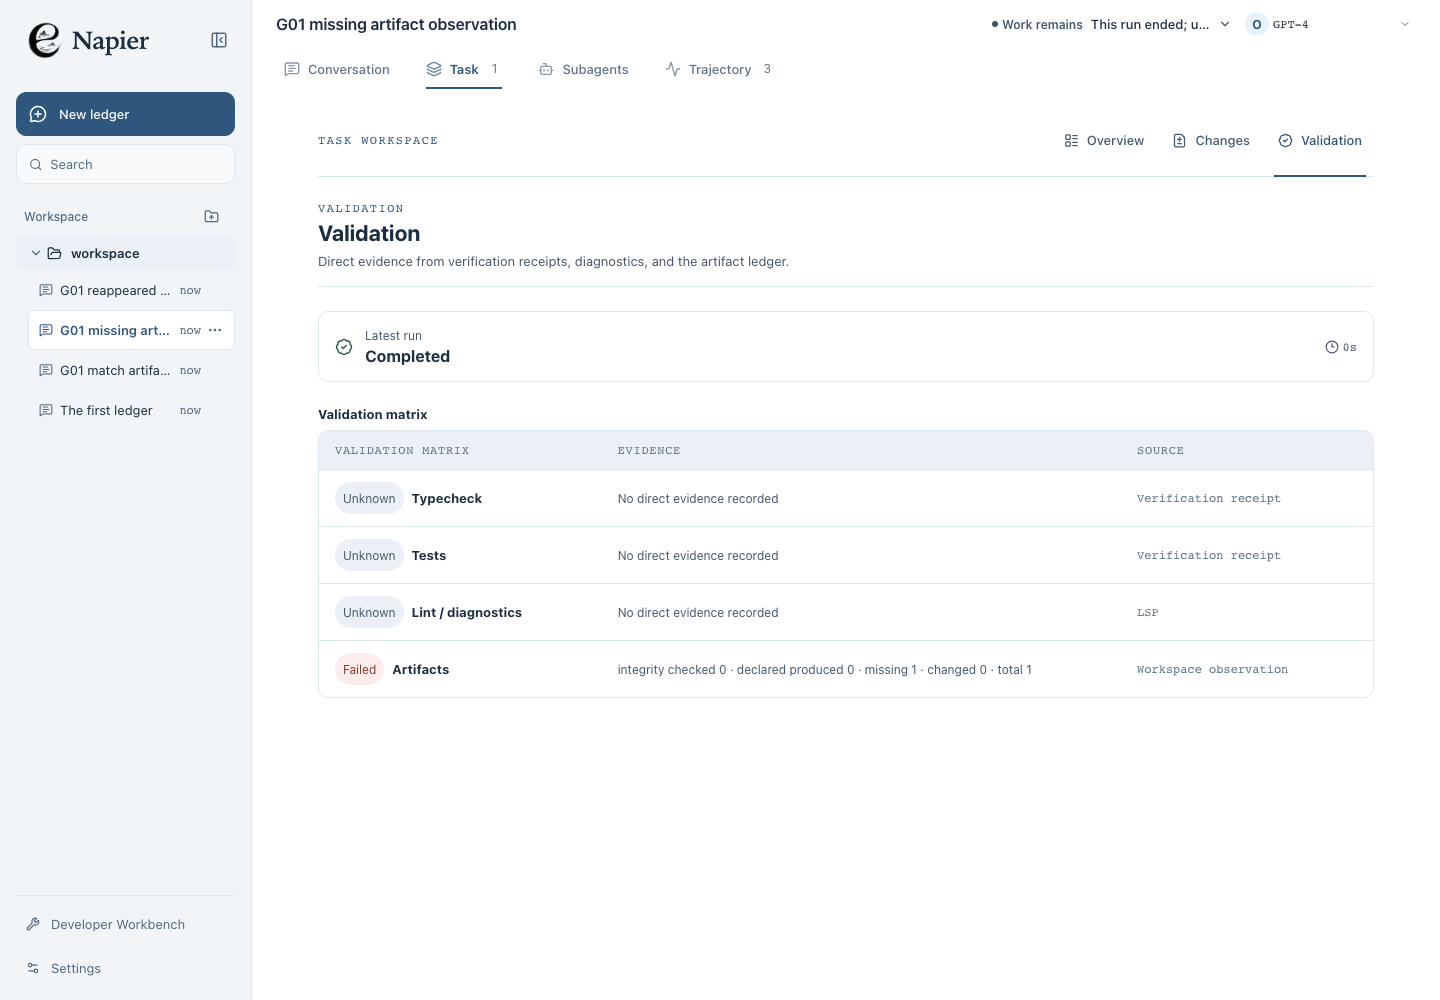 Napier
New ledger
Search
Workspace
workspace
G01 reappeared ... now
G01 missing art... now
G01 match artifa... now
The first ledger now
Developer Workbench
Settings
G01 missing artifact observation
Work remains This run ended; u... O GPT-4
Conversation Task 1 Subagents Trajectory 3
TASK WORKSPACE Overview Changes Validation
VALIDATION
Validation
Direct evidence from verification receipts, diagnostics, and the artifact ledger.
Latest run
Completed
0s
Validation matrix
VALIDATION MATRIX EVIDENCE SOURCE
Unknown Typecheck No direct evidence recorded Verification receipt
Unknown Tests No direct evidence recorded Verification receipt
Unknown Lint / diagnostics No direct evidence recorded LSP
Failed Artifacts integrity checked 0 · declared produced 0 · missing 1 · changed 0 · total 1 Workspace observation